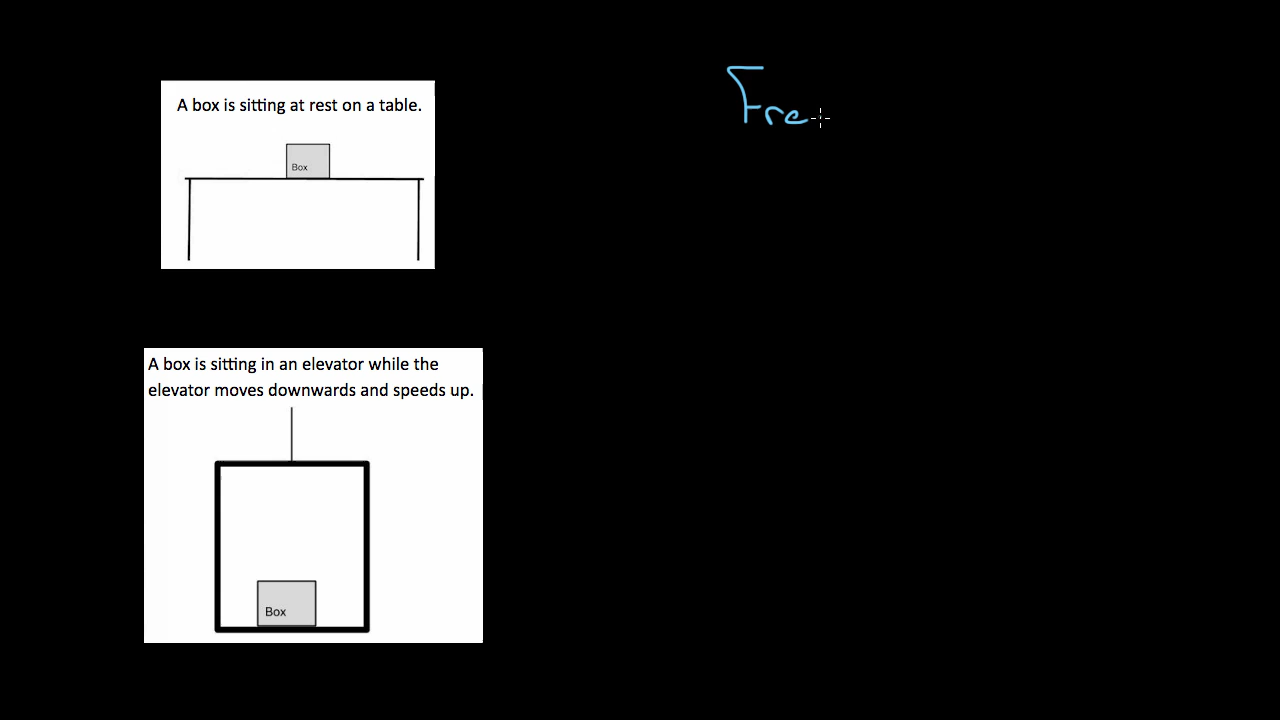 A box is sitting at rest on a table.
Box
A box is sitting in an elevator while the
elevator moves downwards and speeds up.
Box
Fre